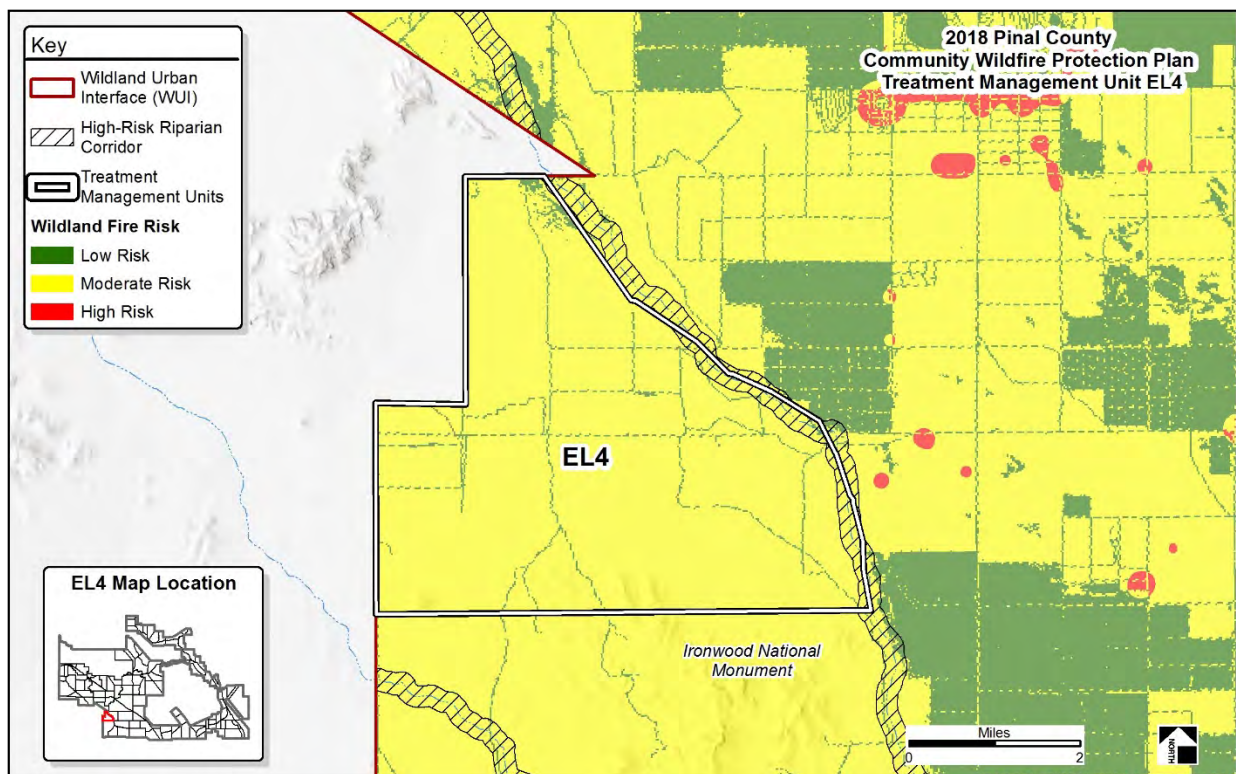 Key
Wildland Urban
Interface (WUI)
High-Risk Riparian
Corridor
Treatment
Management Units
Wildland Fire Risk
Low Risk
Moderate Risk
High Risk
2018 Pinal County
Community Wildfire Protection Plan
Treatment Management Unit EL4
EL4
EL4 Map Location
Ironwood National
Monument
Miles
0 2
NORTH